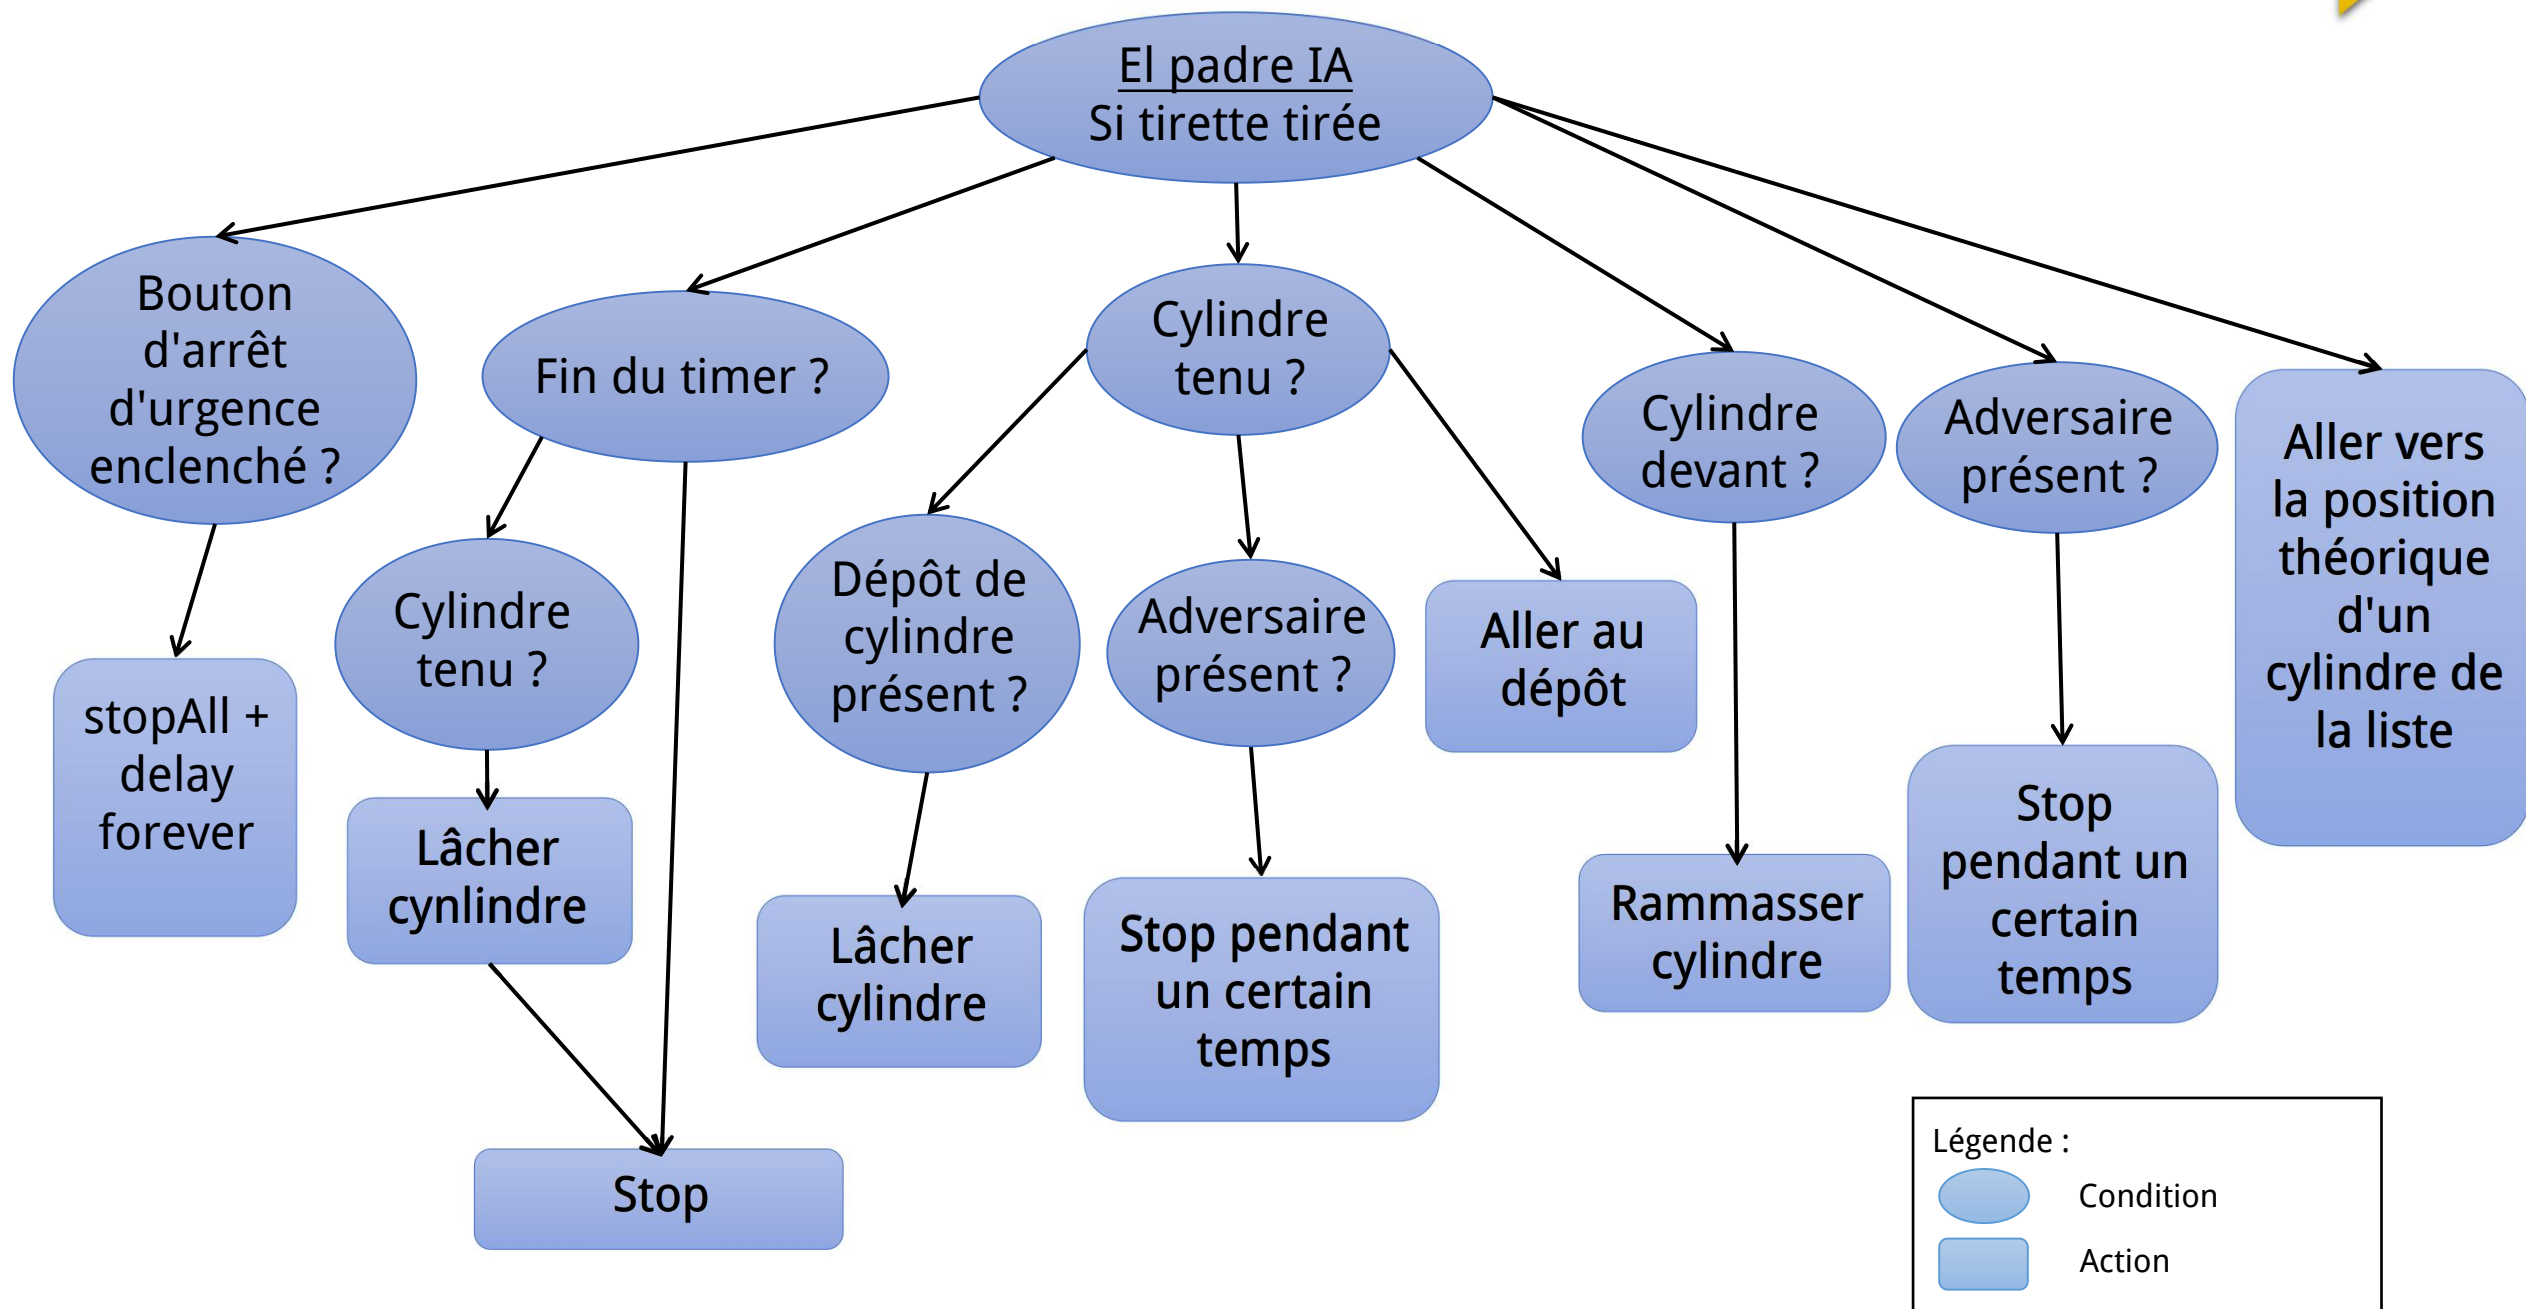 El padre IA
Si tirette tirée
Bouton
d'arrêt
d'urgence
enclenché ?
Fin du timer ?
Cylindre
tenu ?
Cylindre
devant ?
Adversaire
présent ?
Aller vers
la position
théorique
d'un
cylindre de
la liste
Cylindre
tenu ?
Dépôt de
cylindre
présent ?
Adversaire
présent ?
Aller au
dépôt
stopAll +
delay
forever
Lâcher
cynlindre
Lâcher
cylindre
Stop pendant
un certain
temps
Rammasser
cylindre
Stop
pendant un
certain
temps
Stop
Légende :
Condition
Action